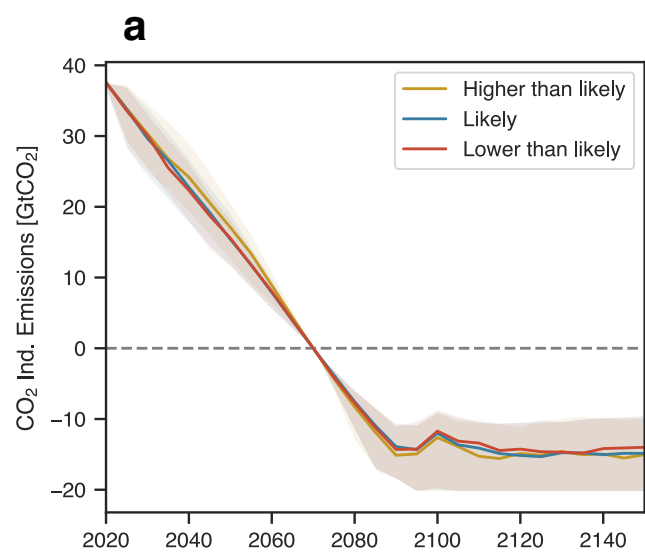 a
CO₂ Ind. Emissions [GtCO₂]
40
30
20
10
0
−10
−20
Higher than likely
Likely
Lower than likely
2020 2040 2060 2080 2100 2120 2140